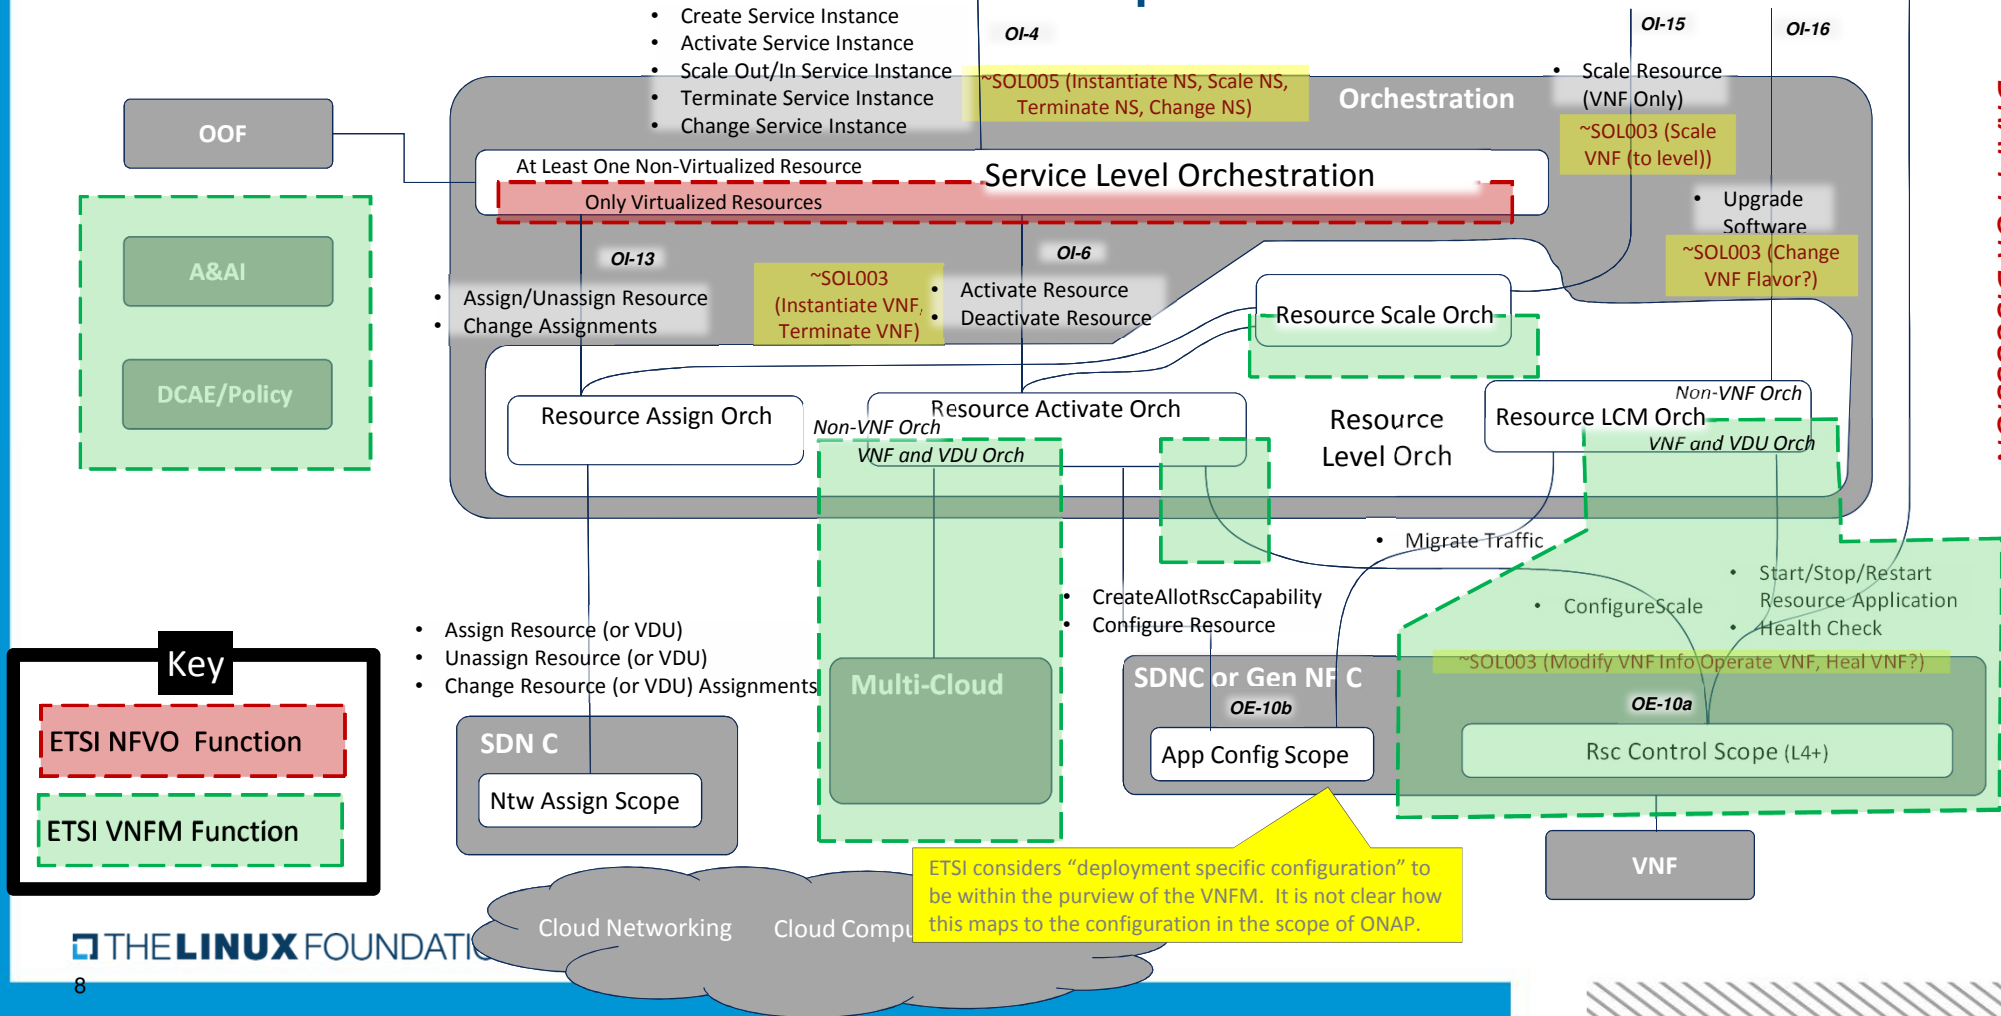 • Create Service Instance
• Activate Service Instance
• Scale Out/In Service Instance
• Terminate Service Instance
• Change Service Instance
OI-4
OI-15
OI-16
~SOL005 (Instantiate NS, Scale NS,
Terminate NS, Change NS)
Orchestration
• Scale Resource
(VNF Only)
~SOL003 (Scale
VNF (to level))
OOF
At Least One Non-Virtualized Resource
Service Level Orchestration
Only Virtualized Resources
• Upgrade
Software
~SOL003 (Change
VNF Flavor?)
A&AI
DCAE/Policy
OI-13
• Assign/Unassign Resource
• Change Assignments
~SOL003
(Instantiate VNF,
Terminate VNF)
OI-6
• Activate Resource
• Deactivate Resource
Resource Scale Orch
Resource Assign Orch
Resource Activate Orch
Non-VNF Orch
VNF and VDU Orch
Resource
Level Orch
Non-VNF Orch
Resource LCM Orch
VNF and VDU Orch
• Migrate Traffic
• CreateAllotRscCapability
• Configure Resource
• ConfigureScale
• Start/Stop/Restart
Resource Application
• Health Check
• Assign Resource (or VDU)
• Unassign Resource (or VDU)
• Change Resource (or VDU) Assignments
Key
ETSI NFVO Function
ETSI VNFM Function
Multi-Cloud
SDNC or Gen NF C
~SOL003 (Modify VNF Info Operate VNF, Heal VNF?)
OE-10b
OE-10a
App Config Scope
Rsc Control Scope (L4+)
SDN C
Ntw Assign Scope
VNF
ETSI considers “deployment specific configuration” to
be within the purview of the VNFM. It is not clear how
this maps to the configuration in the scope of ONAP.
Cloud Networking
Cloud Compu
THE LINUX FOUNDATIO
8